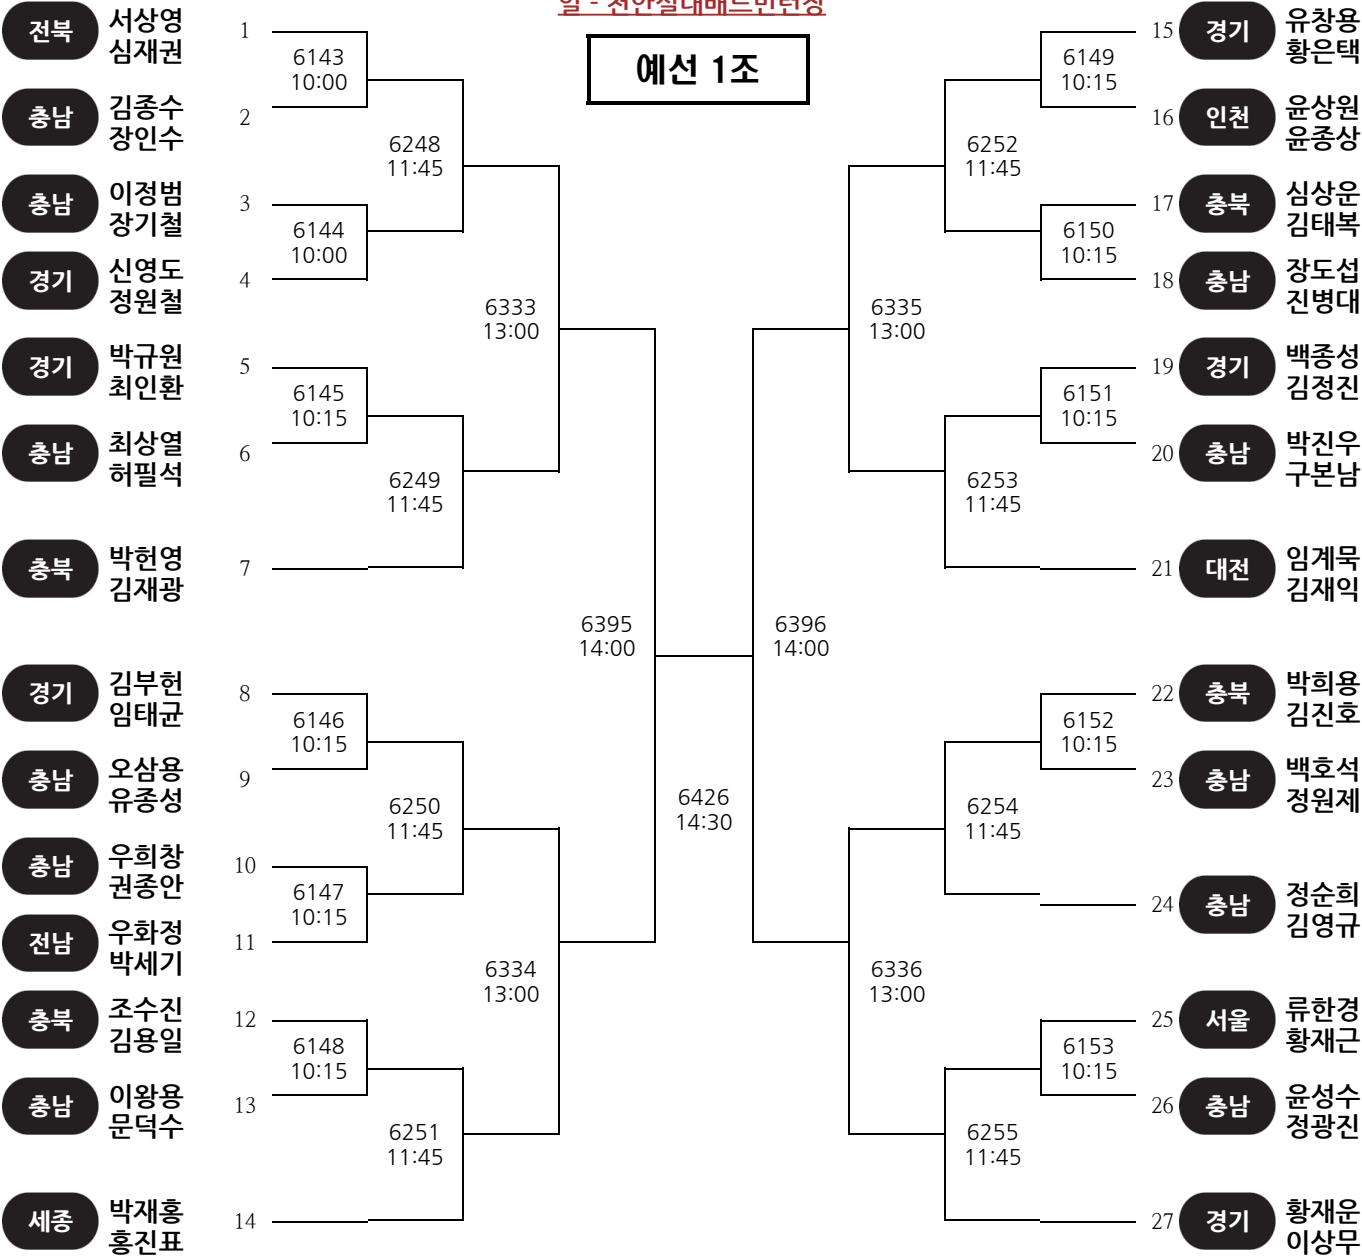 일 - 천안실내배드민턴장
예선 1조
전북 서상영 심재권 1
6143
10:00
충남 김종수 장인수 2
6248
11:45
충남 이정범 장기철 3
6144
10:00
경기 신영도 정원철 4
6333
13:00
경기 박규원 최인환 5
6145
10:15
충남 최상열 허필석 6
6249
11:45
충북 박헌영 김재광 7
6395
14:00
경기 김부헌 임태균 8
6146
10:15
충남 오삼용 유종성 9
6250
11:45
충남 우희창 권종안 10
6147
10:15
전남 우화정 박세기 11
6334
13:00
충북 조수진 김용일 12
6148
10:15
충남 이왕용 문덕수 13
6251
11:45
세종 박재홍 홍진표 14
6426
14:30
15 경기 유창용 황은택
6149
10:15
16 인천 윤상원 윤종상
6252
11:45
17 충북 심상운 김태복
6150
10:15
18 충남 장도섭 진병대
6335
13:00
19 경기 백종성 김정진
6151
10:15
20 충남 박진우 구본남
6253
11:45
21 대전 임계묵 김재익
6396
14:00
22 충북 박희용 김진호
6152
10:15
23 충남 백호석 정원제
6254
11:45
24 충남 정순희 김영규
6336
13:00
25 서울 류한경 황재근
6153
10:15
26 충남 윤성수 정광진
6255
11:45
27 경기 황재운 이상무